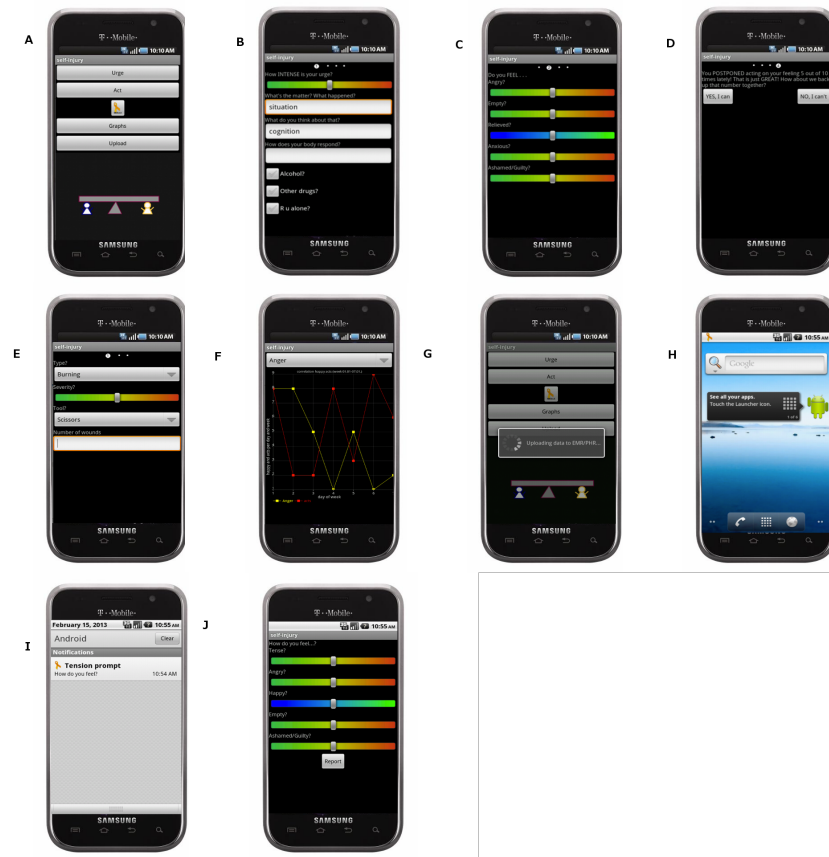 A
T··Mobile·
10:10 AM
self-injury
Urge
Act
Graphs
Upload
SAMSUNG
B
T··Mobile·
10:10 AM
self-injury
How INTENSE is your urge?
What's the matter? What happened?
situation
What do you think about that?
cognition
How does your body respond?
Alcohol?
Other drugs?
R u alone?
SAMSUNG
C
T··Mobile·
10:10 AM
self-injury
Do you FEEL . . .
Angry?
Empty?
Relieved?
Anxious?
Ashamed/Guilty?
SAMSUNG
D
T··Mobile·
10:10 AM
self-injury
You POSTPONED acting on your feeling 5 out of 10
times lately! That is just GREAT! How about we back
up that number together?
YES, I can
NO, I can't
SAMSUNG
E
T··Mobile·
10:10 AM
self-injury
Type?
Burning
Severity?
Tool?
Scissors
Number of wounds
SAMSUNG
F
T··Mobile·
10:10 AM
self-injury
Anger
day of week
Anger
SAMSUNG
G
T··Mobile·
10:10 AM
self-injury
Urge
Act
Graphs
Uploading data to EMR/PHR...
SAMSUNG
H
T··Mobile·
10:55 AM
Google
See all your apps.
Touch the Launcher icon.
I
T··Mobile·
February 15, 2013
10:55 AM
Android
Clear
Notifications
Tension prompt
How do you feel?
10:54 AM
SAMSUNG
J
T··Mobile·
10:55 AM
self-injury
How do you feel...?
Tense?
Angry?
Happy?
Empty?
Ashamed/Guilty?
Report
SAMSUNG